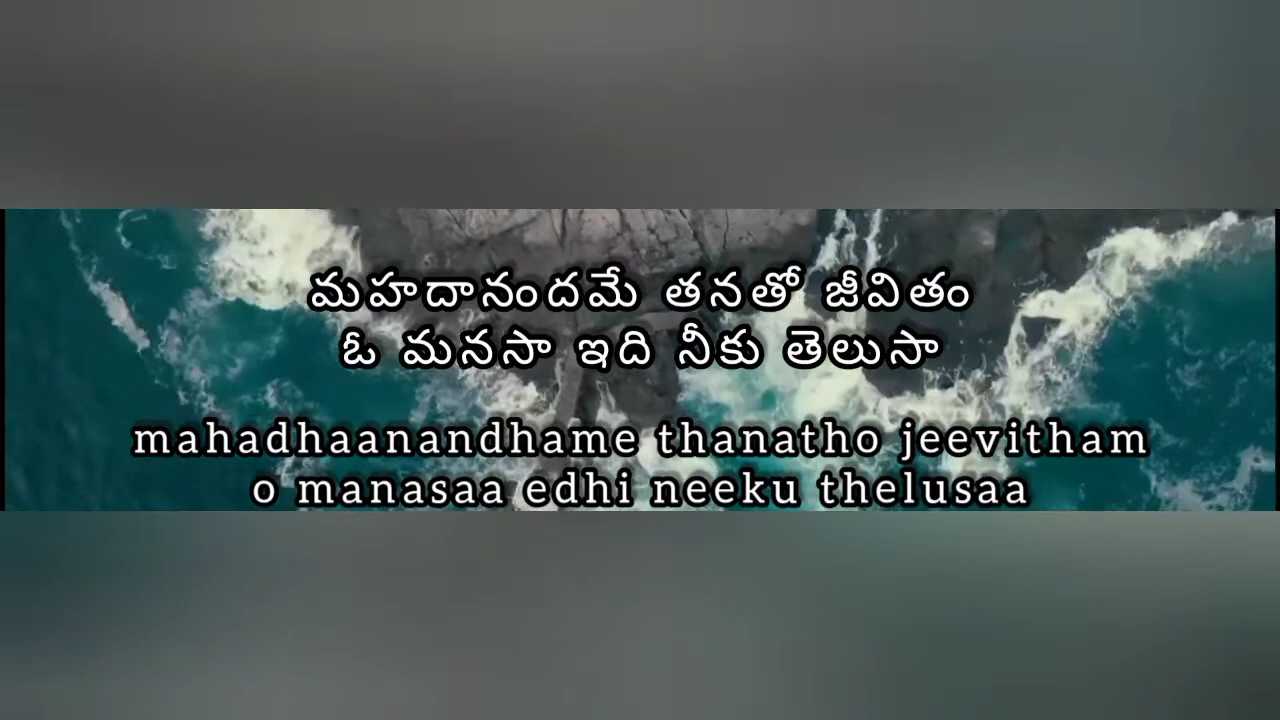 మహదానందమే తనతో జీవితం
ఓ మనసా ఇది నీకు తెలుసా
mahadhaanandhame thanatho jeevitham
o manasaa edhi neeku thelusaa